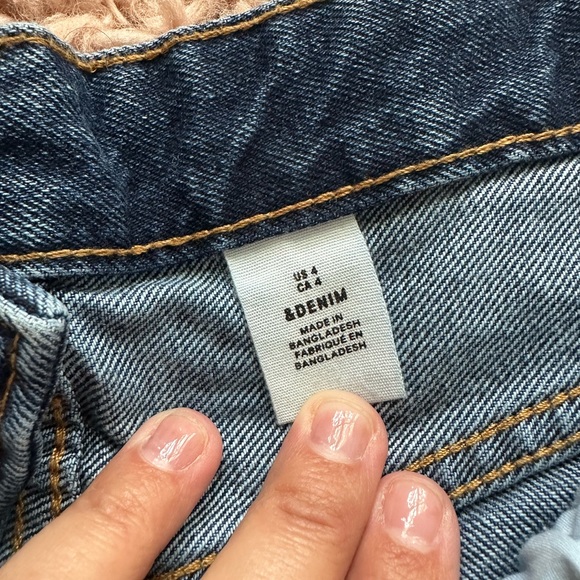 US 4
CA 4
&DENIM
MADE IN
BANGLADESH
FABRIQUÉ EN
BANGLADESH